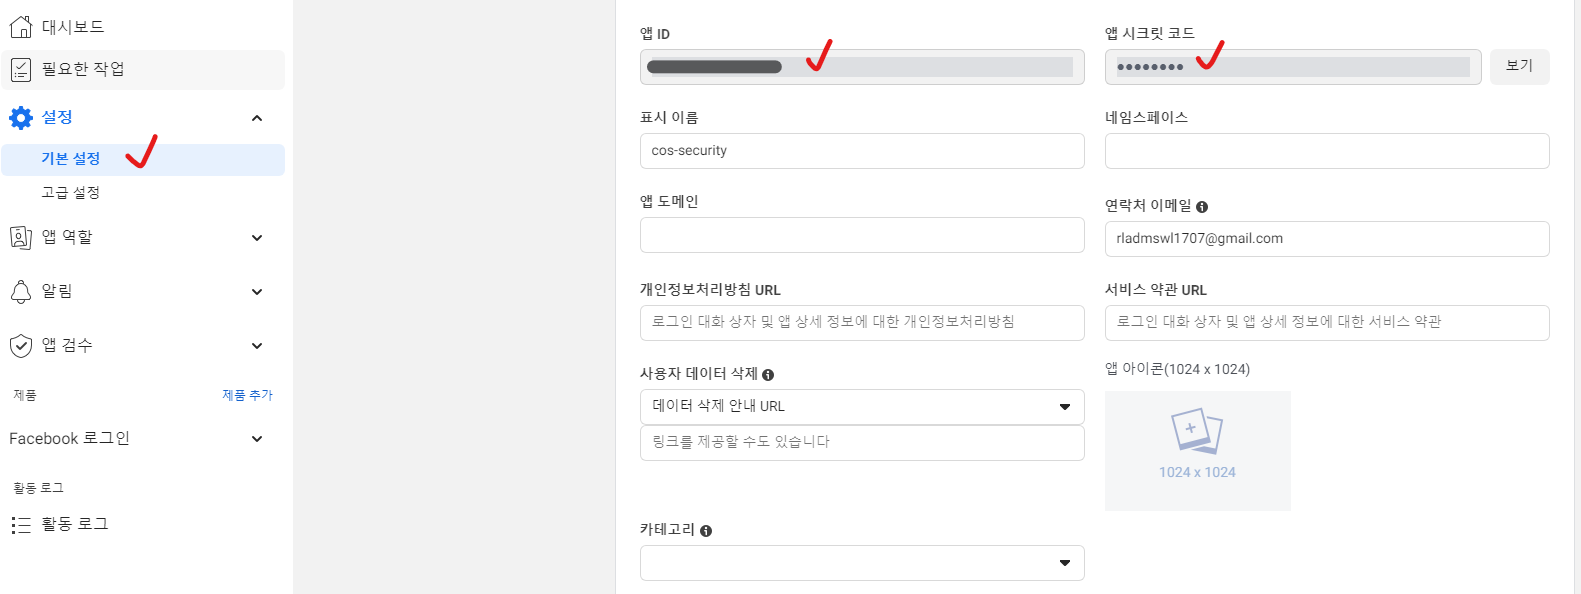 대시보드
필요한 작업
설정
기본 설정
고급 설정
앱 역할
알림
앱 검수
제품 제품 추가
Facebook 로그인
활동 로그
활동 로그
앱 ID
앱 시크릿 코드
●●●●●●●●
보기
표시 이름
cos-security
네임스페이스
앱 도메인
연락처 이메일
rladmswl1707@gmail.com
개인정보처리방침 URL
로그인 대화 상자 및 앱 상세 정보에 대한 개인정보처리방침
서비스 약관 URL
로그인 대화 상자 및 앱 상세 정보에 대한 서비스 약관
사용자 데이터 삭제
데이터 삭제 안내 URL
링크를 제공할 수도 있습니다
앱 아이콘(1024 x 1024)
1024 x 1024
카테고리